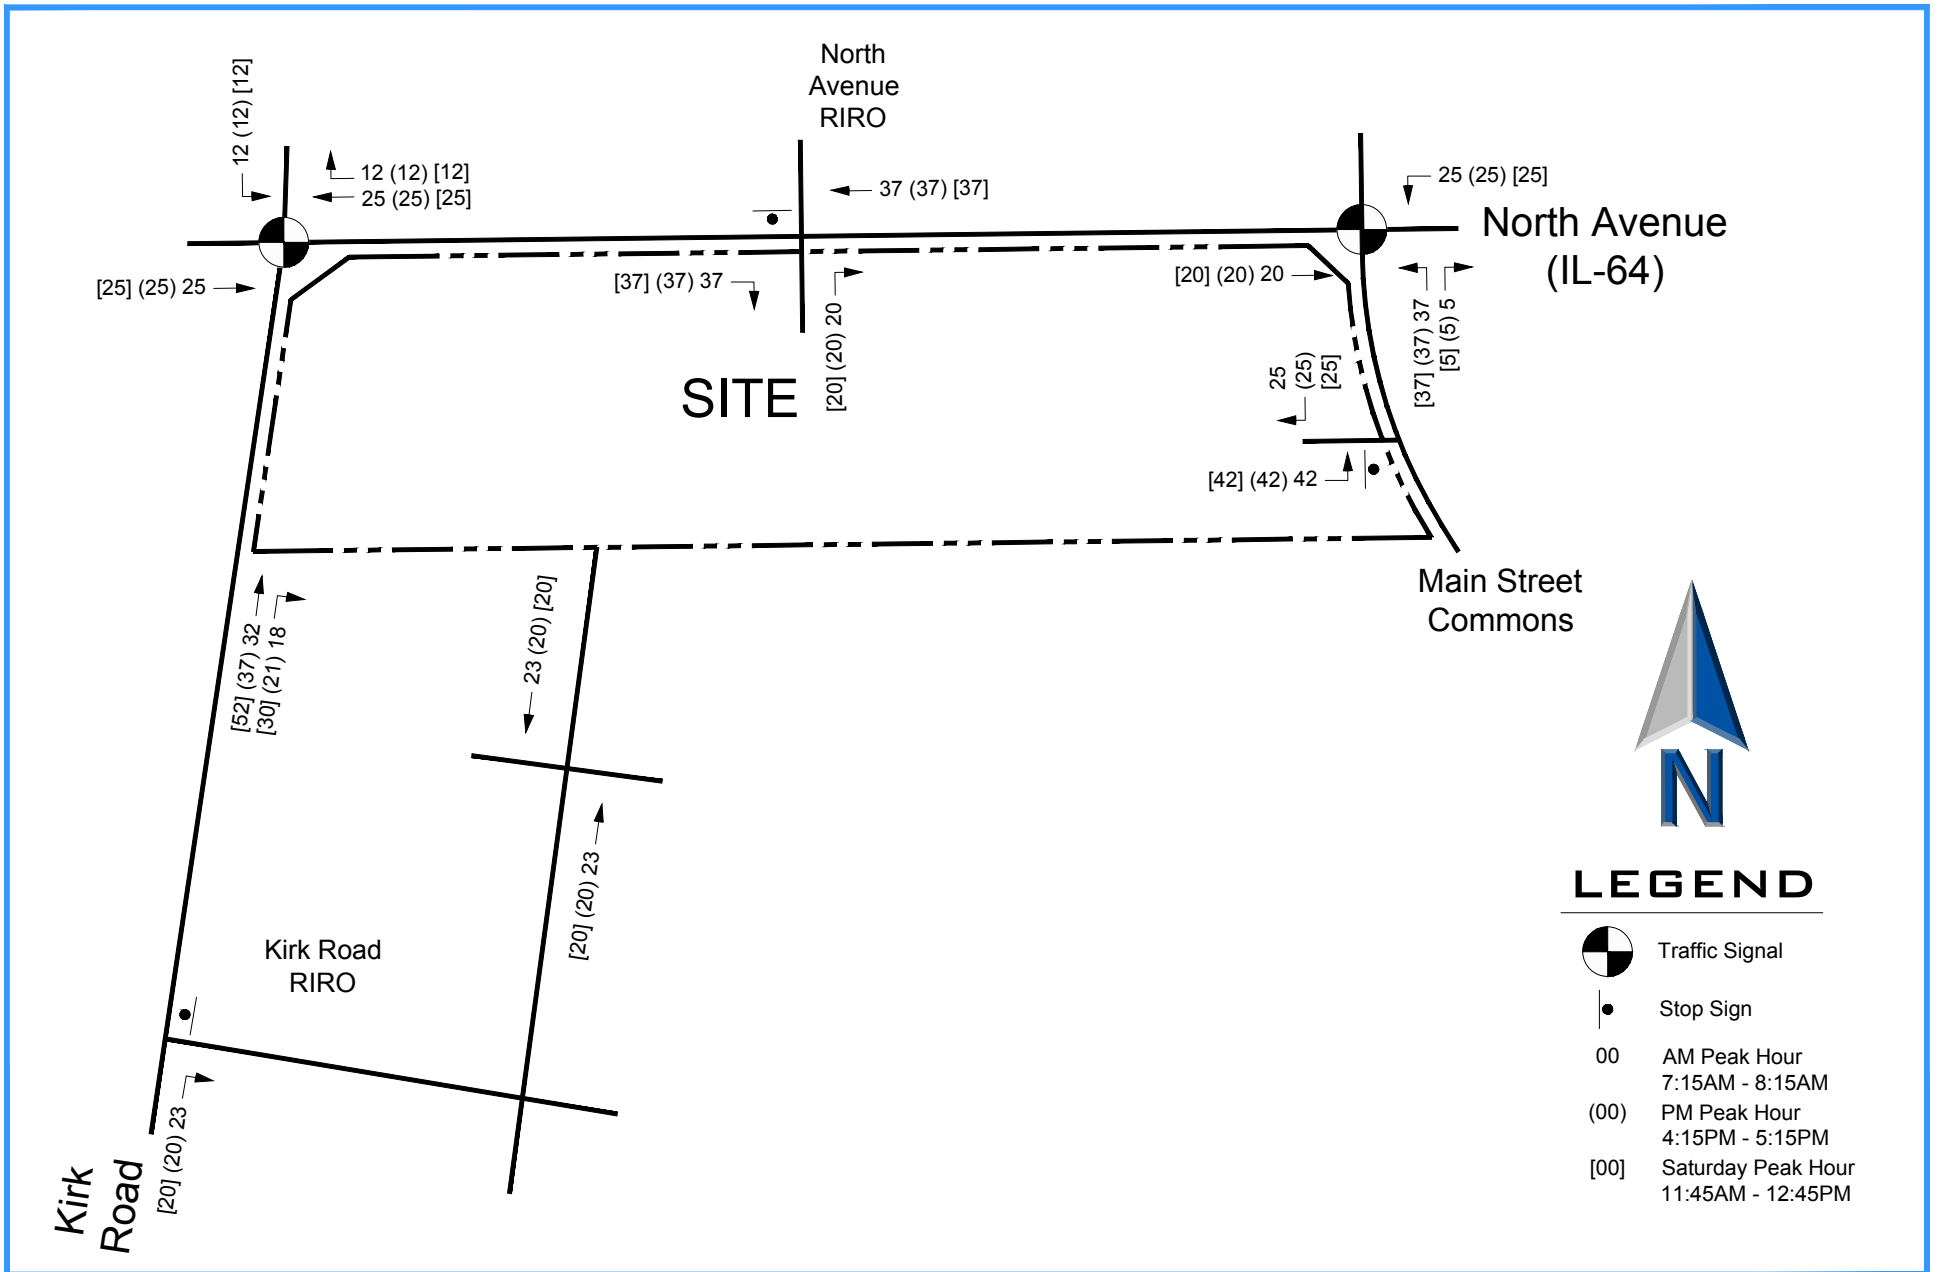 North
Avenue
RIRO
12 (12) [12]
12 (12) [12]
25 (25) [25]
37 (37) [37]
25 (25) [25]
North Avenue
(IL-64)
[25] (25) 25
[37] (37) 37
[20] (20) 20
[20] (20) 20
[37] (37) 37
[5] (5) 5
SITE
25
(25)
[25]
[42] (42) 42
Main Street
Commons
[52] (37) 32
[30] (21) 18
23 (20) [20]
[20] (20) 23
Kirk Road
RIRO
[20] (20) 23
Kirk
Road
N
LEGEND
Traffic Signal
Stop Sign
00 AM Peak Hour
7:15AM - 8:15AM
(00) PM Peak Hour
4:15PM - 5:15PM
[00] Saturday Peak Hour
11:45AM - 12:45PM